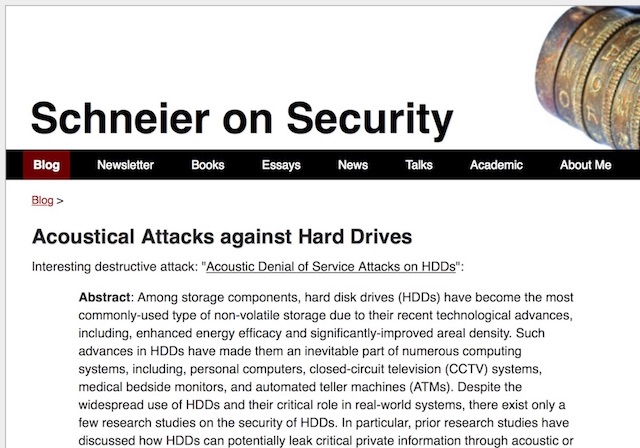 Schneier on Security
Blog Newsletter Books Essays News Talks Academic About Me
Blog >
Acoustical Attacks against Hard Drives
Interesting destructive attack: "Acoustic Denial of Service Attacks on HDDs":
Abstract: Among storage components, hard disk drives (HDDs) have become the most
commonly-used type of non-volatile storage due to their recent technological advances,
including, enhanced energy efficacy and significantly-improved areal density. Such
advances in HDDs have made them an inevitable part of numerous computing
systems, including, personal computers, closed-circuit television (CCTV) systems,
medical bedside monitors, and automated teller machines (ATMs). Despite the
widespread use of HDDs and their critical role in real-world systems, there exist only a
few research studies on the security of HDDs. In particular, prior research studies have
discussed how HDDs can potentially leak critical private information through acoustic or